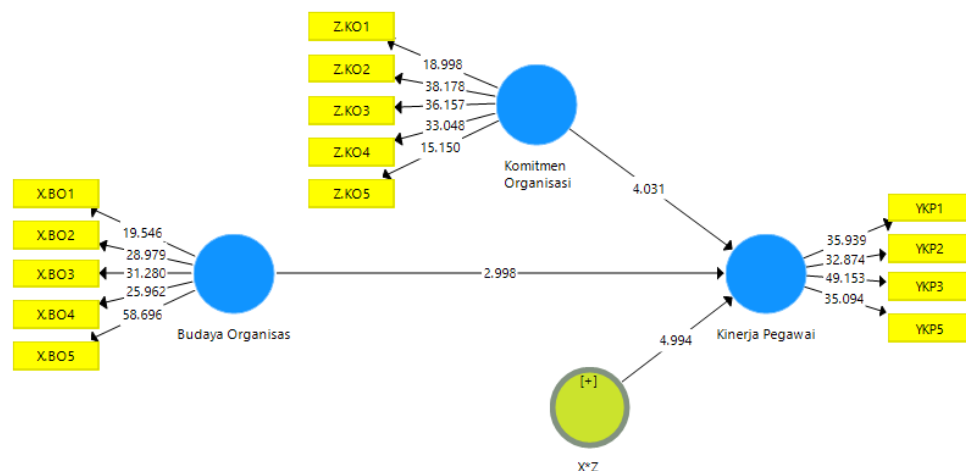 Z.KO1
Z.KO2
Z.KO3
Z.KO4
Z.KO5
18.998
38.178
36.157
33.048
15.150
Komitmen
Organisasi
4.031
X.BO1
X.BO2
X.BO3
X.BO4
X.BO5
19.546
28.979
31.280
25.962
58.696
Budaya Organisas
2.998
Kinerja Pegawai
35.939
32.874
49.153
35.094
YKP1
YKP2
YKP3
YKP5
4.994
[+]
X*Z